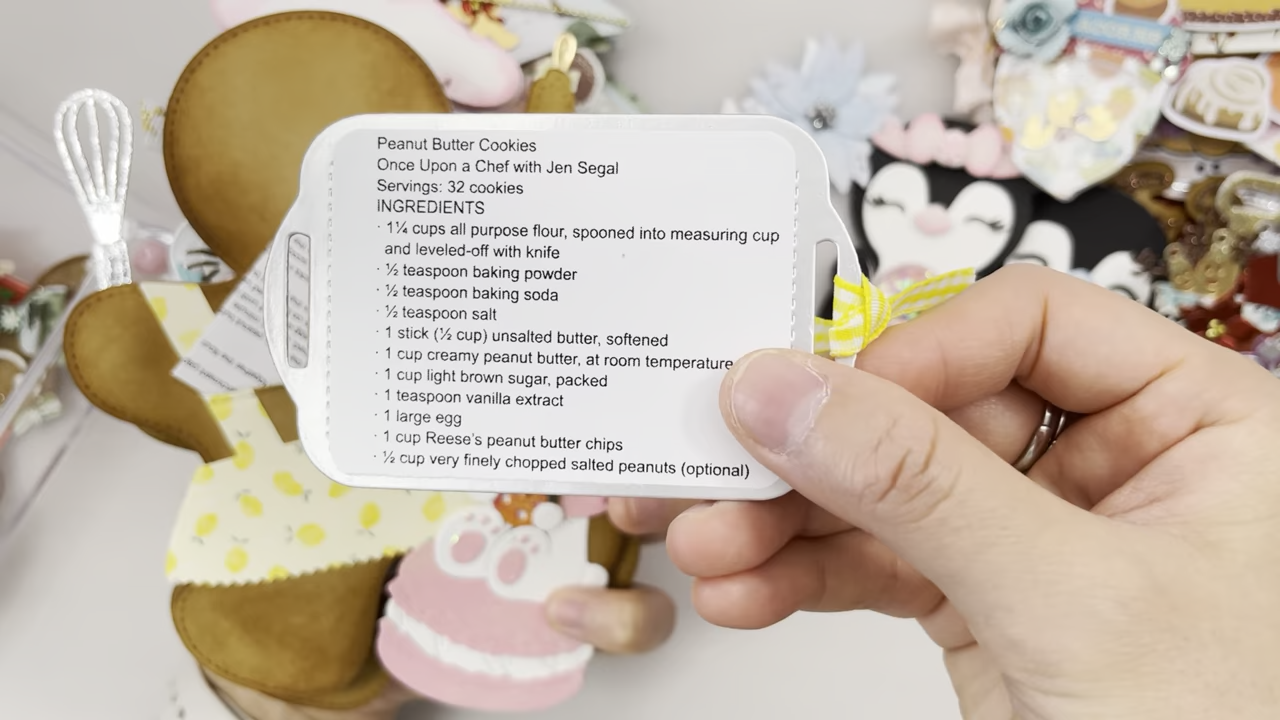 Peanut Butter Cookies
Once Upon a Chef with Jen Segal
Servings: 32 cookies
INGREDIENTS
· 1¼ cups all purpose flour, spooned into measuring cup
and leveled-off with knife
· ½ teaspoon baking powder
· ½ teaspoon baking soda
· ½ teaspoon salt
· 1 stick (½ cup) unsalted butter, softened
· 1 cup creamy peanut butter, at room temperature
· 1 cup light brown sugar, packed
· 1 teaspoon vanilla extract
· 1 large egg
· 1 cup Reese's peanut butter chips
· ½ cup very finely chopped salted peanuts (optional)